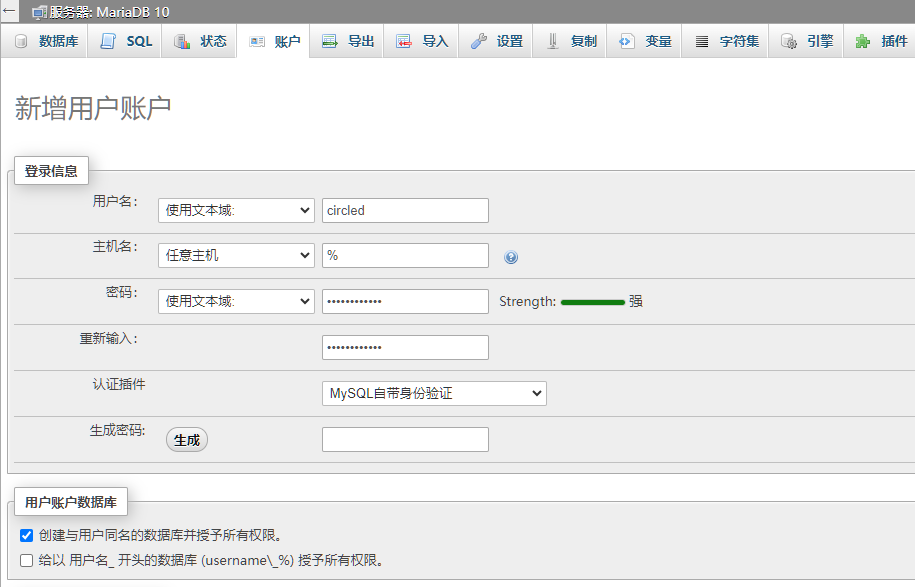 服务器: MariaDB 10
数据库 SQL 状态 账户 导出 导入 设置 复制 变量 字符集 引擎 插件
新增用户账户
登录信息
用户名: 使用文本域: circled
主机名: 任意主机 %
密码: 使用文本域: •••••••••••• Strength: 强
重新输入: ••••••••••••
认证插件 MySQL自带身份验证
生成密码: 生成
用户账户数据库
创建与用户同名的数据库并授予所有权限。
给以 用户名_ 开头的数据库 (username\_%) 授予所有权限。